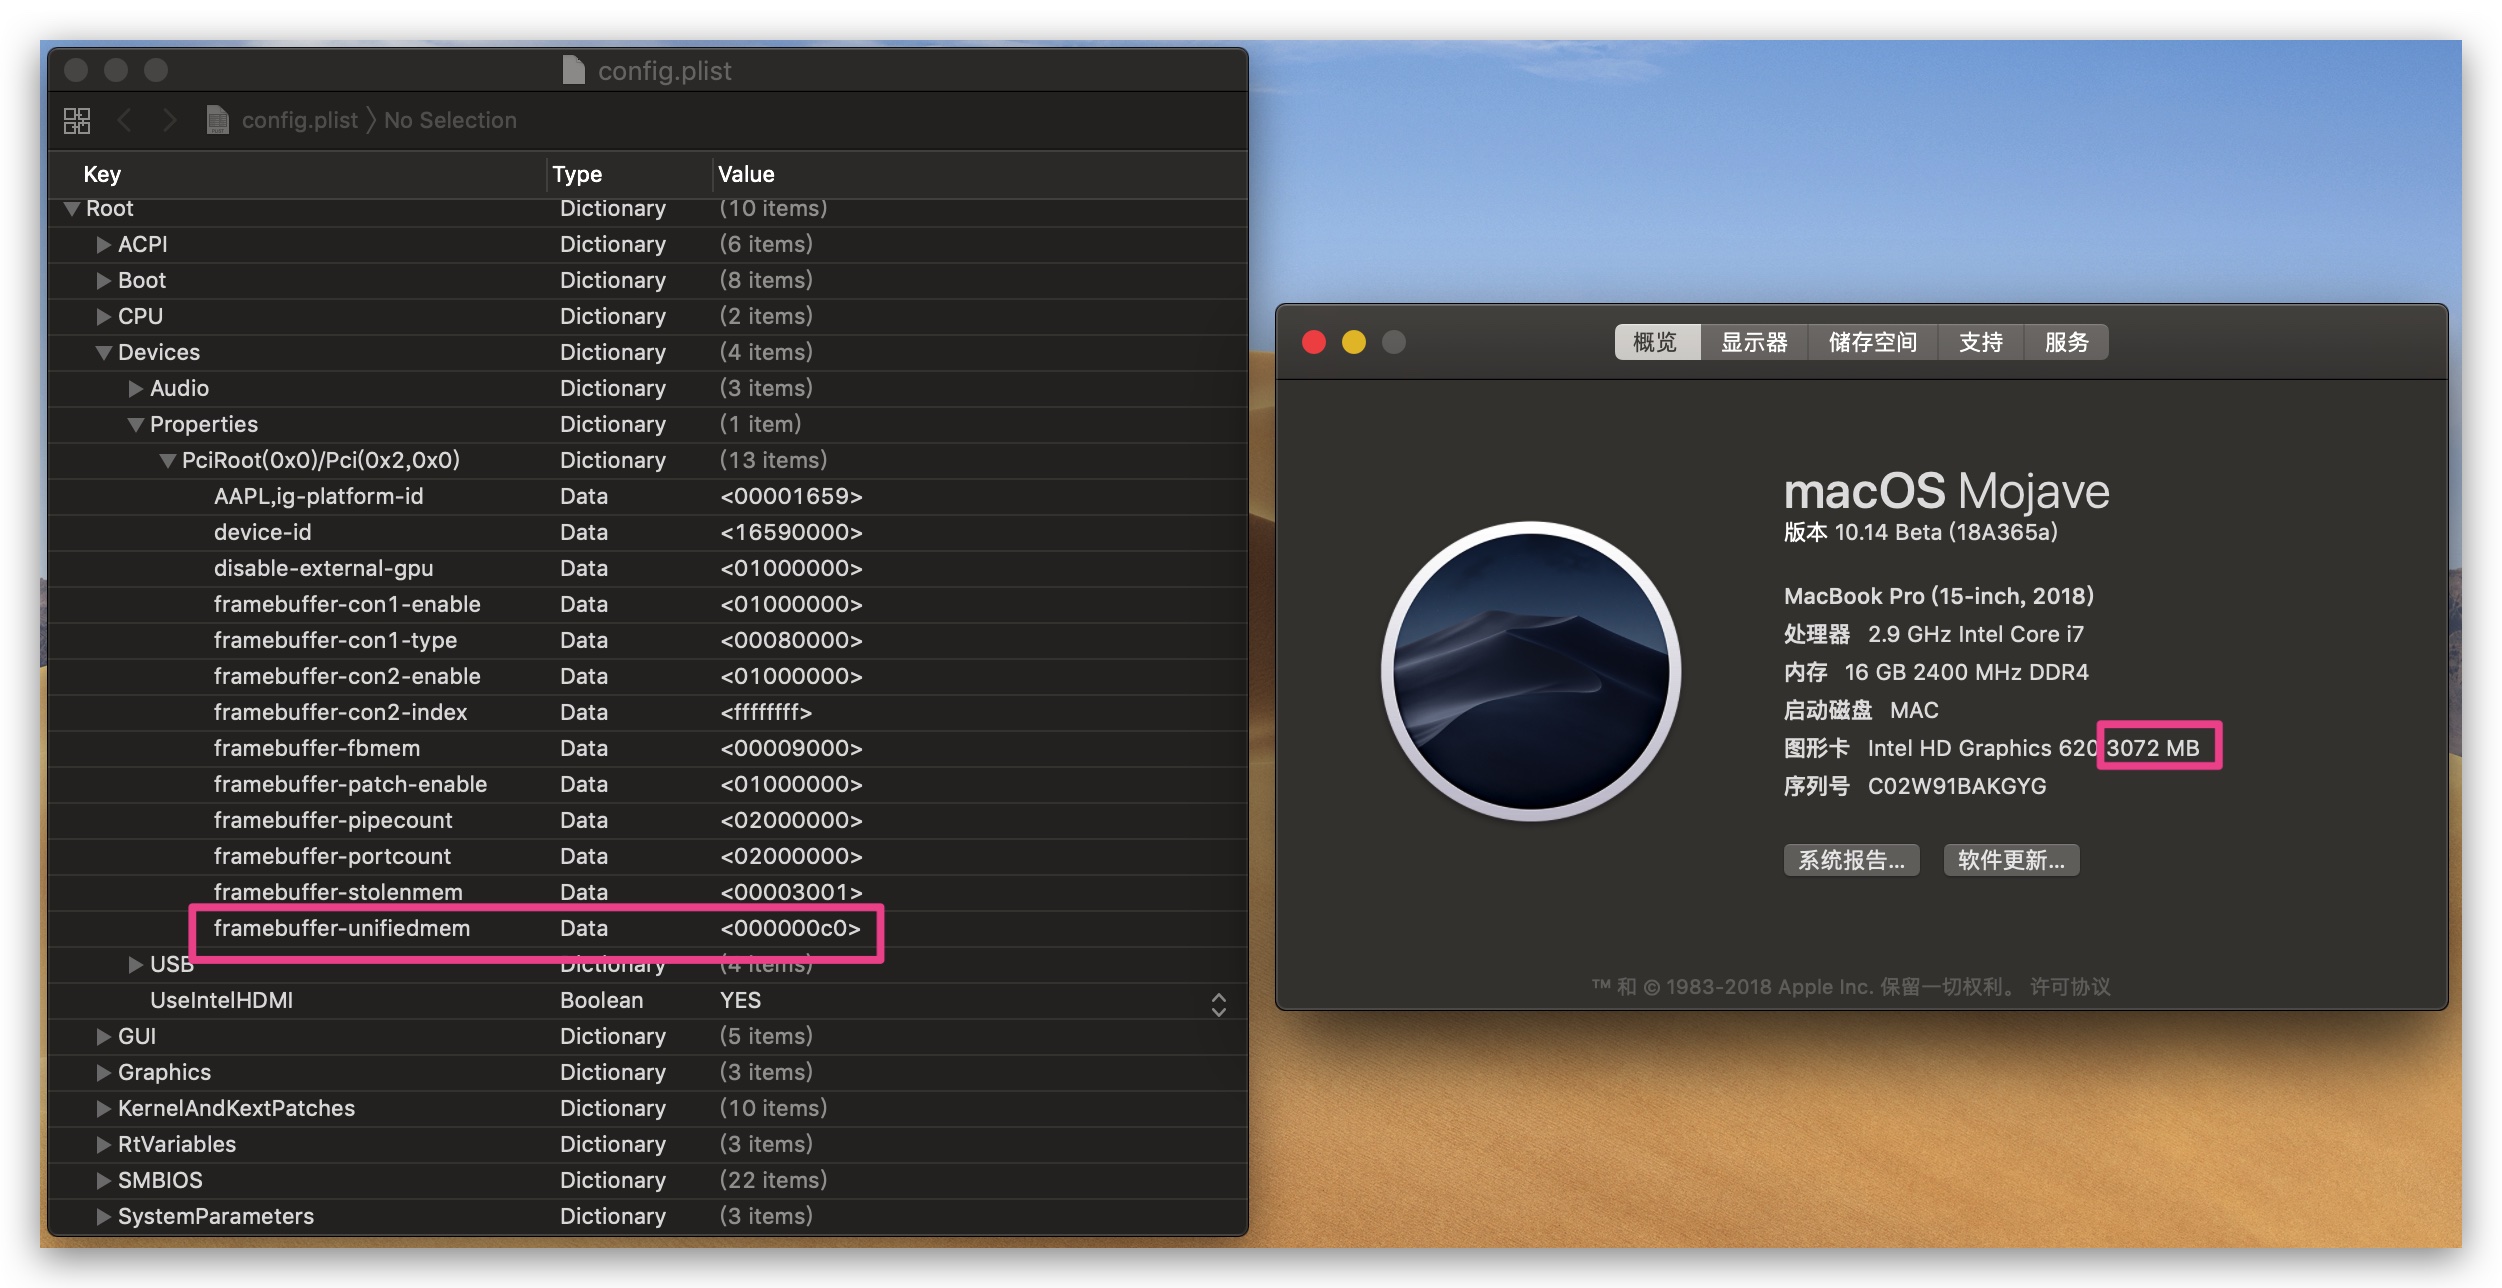 config.plist
config.plist 〉 No Selection
Key Type Value
Root Dictionary (10 items)
ACPI Dictionary (6 items)
Boot Dictionary (8 items)
CPU Dictionary (2 items)
Devices Dictionary (4 items)
Audio Dictionary (3 items)
Properties Dictionary (1 item)
PciRoot(0x0)/Pci(0x2,0x0) Dictionary (13 items)
AAPL,ig-platform-id Data <00001659>
device-id Data <16590000>
disable-external-gpu Data <01000000>
framebuffer-con1-enable Data <01000000>
framebuffer-con1-type Data <00080000>
framebuffer-con2-enable Data <01000000>
framebuffer-con2-index Data <ffffffff>
framebuffer-fbmem Data <00009000>
framebuffer-patch-enable Data <01000000>
framebuffer-pipecount Data <02000000>
framebuffer-portcount Data <02000000>
framebuffer-stolenmem Data <00003001>
framebuffer-unifiedmem Data <000000c0>
USB Dictionary (4 items)
UseIntelHDMI Boolean YES
GUI Dictionary (5 items)
Graphics Dictionary (3 items)
KernelAndKextPatches Dictionary (10 items)
RtVariables Dictionary (3 items)
SMBIOS Dictionary (22 items)
SystemParameters Dictionary (3 items)
概览 显示器 储存空间 支持 服务
macOS Mojave
版本 10.14 Beta (18A365a)
MacBook Pro (15-inch, 2018)
处理器 2.9 GHz Intel Core i7
内存 16 GB 2400 MHz DDR4
启动磁盘 MAC
图形卡 Intel HD Graphics 620 3072 MB
序列号 C02W91BAKGYG
系统报告... 软件更新...
™ 和 © 1983-2018 Apple Inc. 保留一切权利。 许可协议